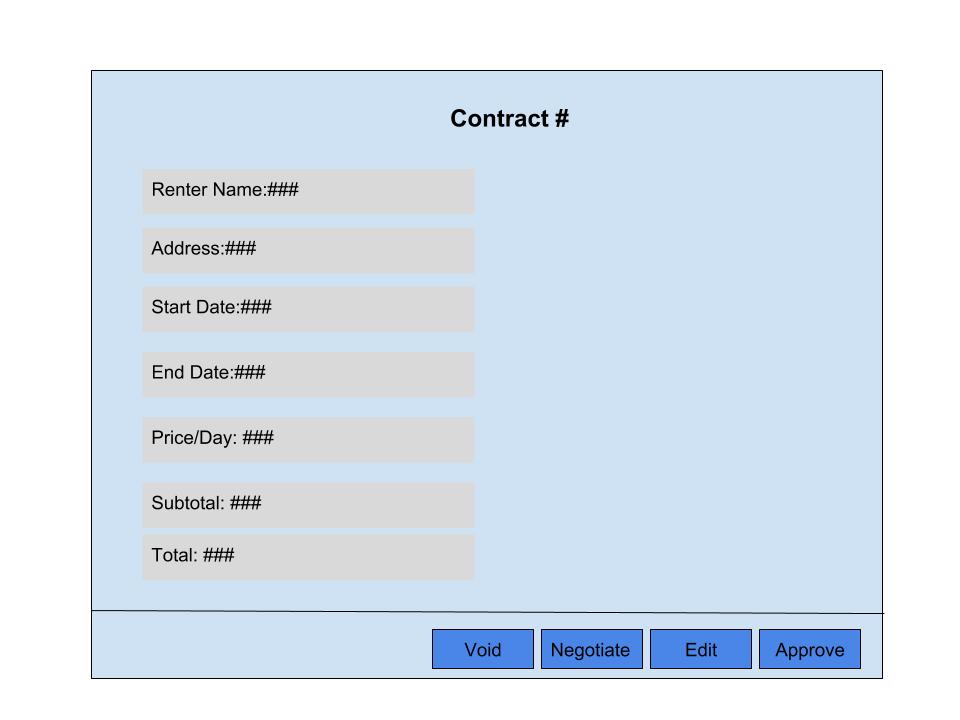 Contract #
Renter Name:###
Address:###
Start Date:###
End Date:###
Price/Day: ###
Subtotal: ###
Total: ###
Void
Negotiate
Edit
Approve